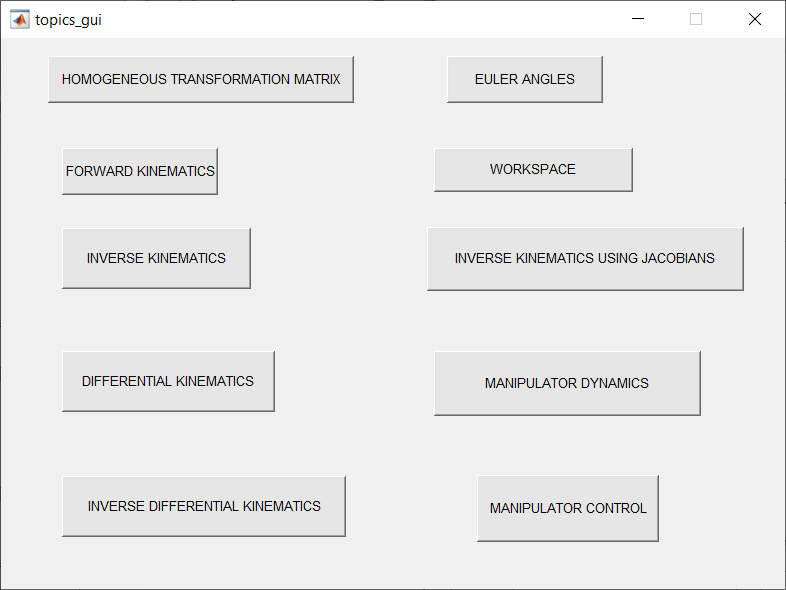 topics_gui
HOMOGENEOUS TRANSFORMATION MATRIX
EULER ANGLES
FORWARD KINEMATICS
WORKSPACE
INVERSE KINEMATICS
INVERSE KINEMATICS USING JACOBIANS
DIFFERENTIAL KINEMATICS
MANIPULATOR DYNAMICS
INVERSE DIFFERENTIAL KINEMATICS
MANIPULATOR CONTROL